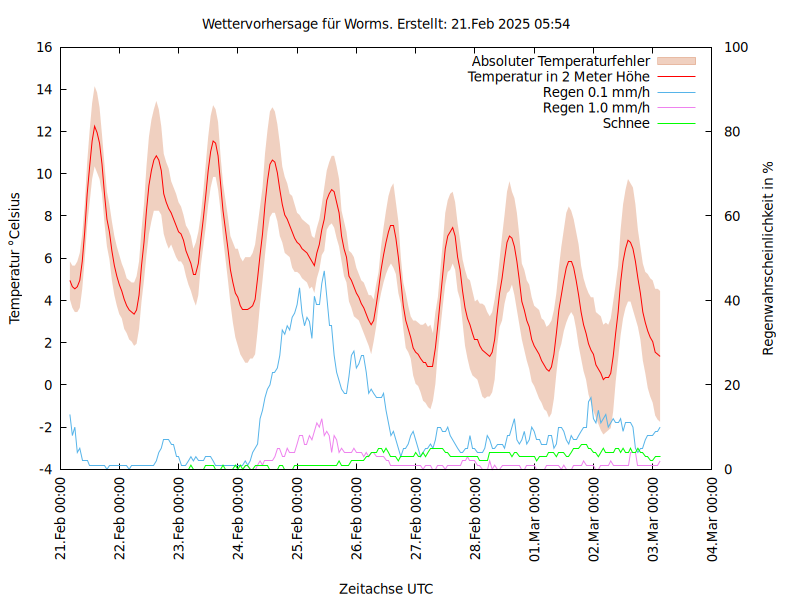 Wettervorhersage für Worms. Erstellt: 21.Feb 2025 05:54
Absoluter Temperaturfehler
Temperatur in 2 Meter Höhe
Regen 0.1 mm/h
Regen 1.0 mm/h
Schnee
Temperatur °Celsius
16
14
12
10
8
6
4
2
0
-2
-4
100
80
60
40
20
0
Regenwahrscheinlichkeit in %
21.Feb 00:00
22.Feb 00:00
23.Feb 00:00
24.Feb 00:00
25.Feb 00:00
26.Feb 00:00
27.Feb 00:00
28.Feb 00:00
01.Mar 00:00
02.Mar 00:00
03.Mar 00:00
04.Mar 00:00
Zeitachse UTC